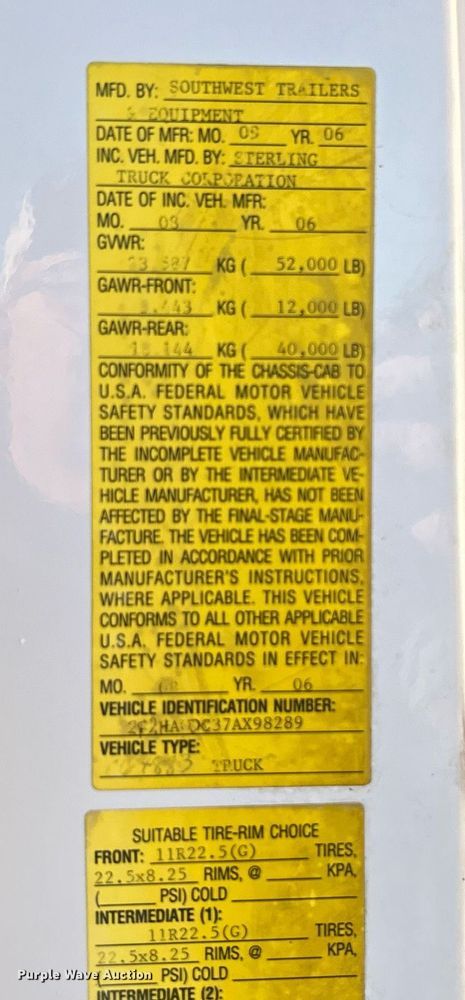 MFD. BY: SOUTHWEST TRAILERS
& EQUIPMENT
DATE OF MFR: MO. YR. 06
INC. VEH. MFD. BY: STERLING
TRUCK CORPORATION
DATE OF INC. VEH. MFR:
MO. 03 YR. 06
GVWR:
23 587 KG ( 52,000 LB)
GAWR-FRONT:
KG ( 12,000 LB)
GAWR-REAR:
KG ( 40,000 LB)
CONFORMITY OF THE CHASSIS-CAB TO
U.S.A. FEDERAL MOTOR VEHICLE
SAFETY STANDARDS, WHICH HAVE
BEEN PREVIOUSLY FULLY CERTIFIED BY
THE INCOMPLETE VEHICLE MANUFAC-
TURER OR BY THE INTERMEDIATE VE-
HICLE MANUFACTURER, HAS NOT BEEN
AFFECTED BY THE FINAL-STAGE MANU-
FACTURE. THE VEHICLE HAS BEEN COM-
PLETED IN ACCORDANCE WITH PRIOR
MANUFACTURER'S INSTRUCTIONS,
WHERE APPLICABLE. THIS VEHICLE
CONFORMS TO ALL OTHER APPLICABLE
U.S.A. FEDERAL MOTOR VEHICLE
SAFETY STANDARDS IN EFFECT IN:
MO. YR. 06
VEHICLE IDENTIFICATION NUMBER:
VEHICLE TYPE:
TRUCK
SUITABLE TIRE-RIM CHOICE
FRONT: 11R22.5(G) TIRES,
22.5x8.25 RIMS, @ KPA,
( PSI) COLD
INTERMEDIATE (1):
11R22.5(G) TIRES,
22.5x8.25 RIMS, @ KPA,
( PSI) COLD
INTERMEDIATE (2):
Purple Wave Auction